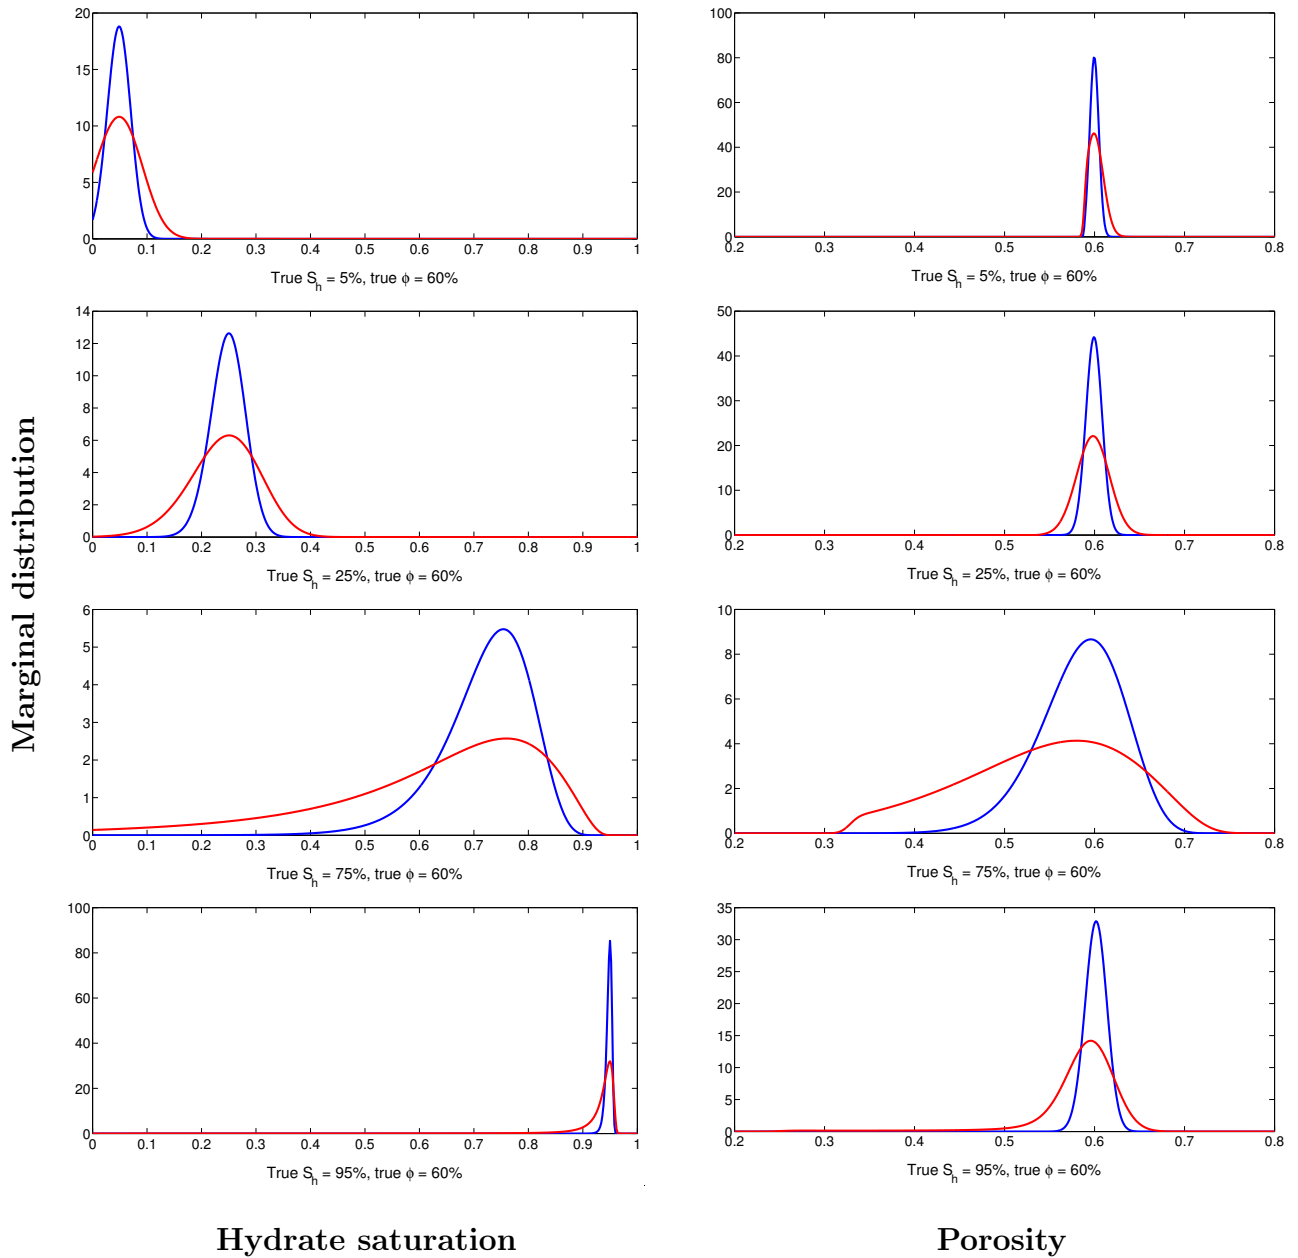 20
15
10
5
0
0 0.1 0.2 0.3 0.4 0.5 0.6 0.7 0.8 0.9 1
True S_h = 5%, true ϕ = 60%
100
80
60
40
20
0
0.2 0.3 0.4 0.5 0.6 0.7 0.8
True S_h = 5%, true ϕ = 60%
14
12
10
8
6
4
2
0
0 0.1 0.2 0.3 0.4 0.5 0.6 0.7 0.8 0.9 1
True S_h = 25%, true ϕ = 60%
50
40
30
20
10
0
0.2 0.3 0.4 0.5 0.6 0.7 0.8
True S_h = 25%, true ϕ = 60%
Marginal distribution
6
5
4
3
2
1
0
0 0.1 0.2 0.3 0.4 0.5 0.6 0.7 0.8 0.9 1
True S_h = 75%, true ϕ = 60%
10
8
6
4
2
0
0.2 0.3 0.4 0.5 0.6 0.7 0.8
True S_h = 75%, true ϕ = 60%
100
80
60
40
20
0
0 0.1 0.2 0.3 0.4 0.5 0.6 0.7 0.8 0.9 1
True S_h = 95%, true ϕ = 60%
35
30
25
20
15
10
5
0
0.2 0.3 0.4 0.5 0.6 0.7 0.8
True S_h = 95%, true ϕ = 60%
Hydrate saturation
Porosity